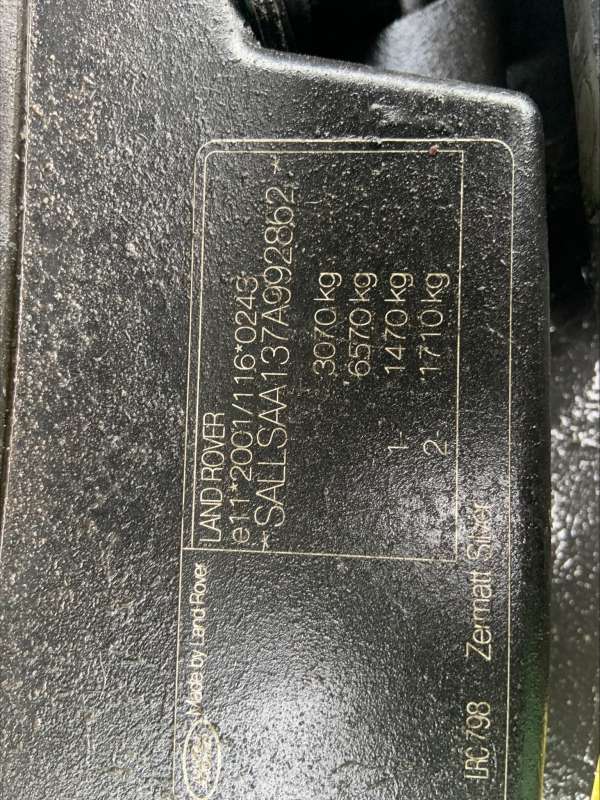 LAND ROVER
e11*2001/116*0243
*SALLSAA137A992862*
3070 kg
6570 kg
1- 1470 kg
2- 1710 kg
Made by Land Rover
LRC 798 Zermatt Silver